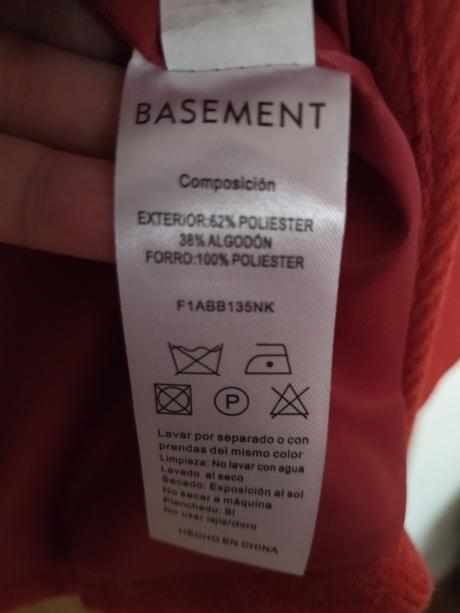 BASEMENT
Composición
EXTERIOR:62% POLIESTER
38% ALGODÓN
FORRO:100% POLIESTER
F1ABB135NK
P
Lavar por separado o con
prendas del mismo color
Limpieza: No lavar con agua
Lavado al seco
Secado: Exposición al sol
No secar a máquina
Planchado: Si
No usar lejia/cloro
HECHO EN CHINA